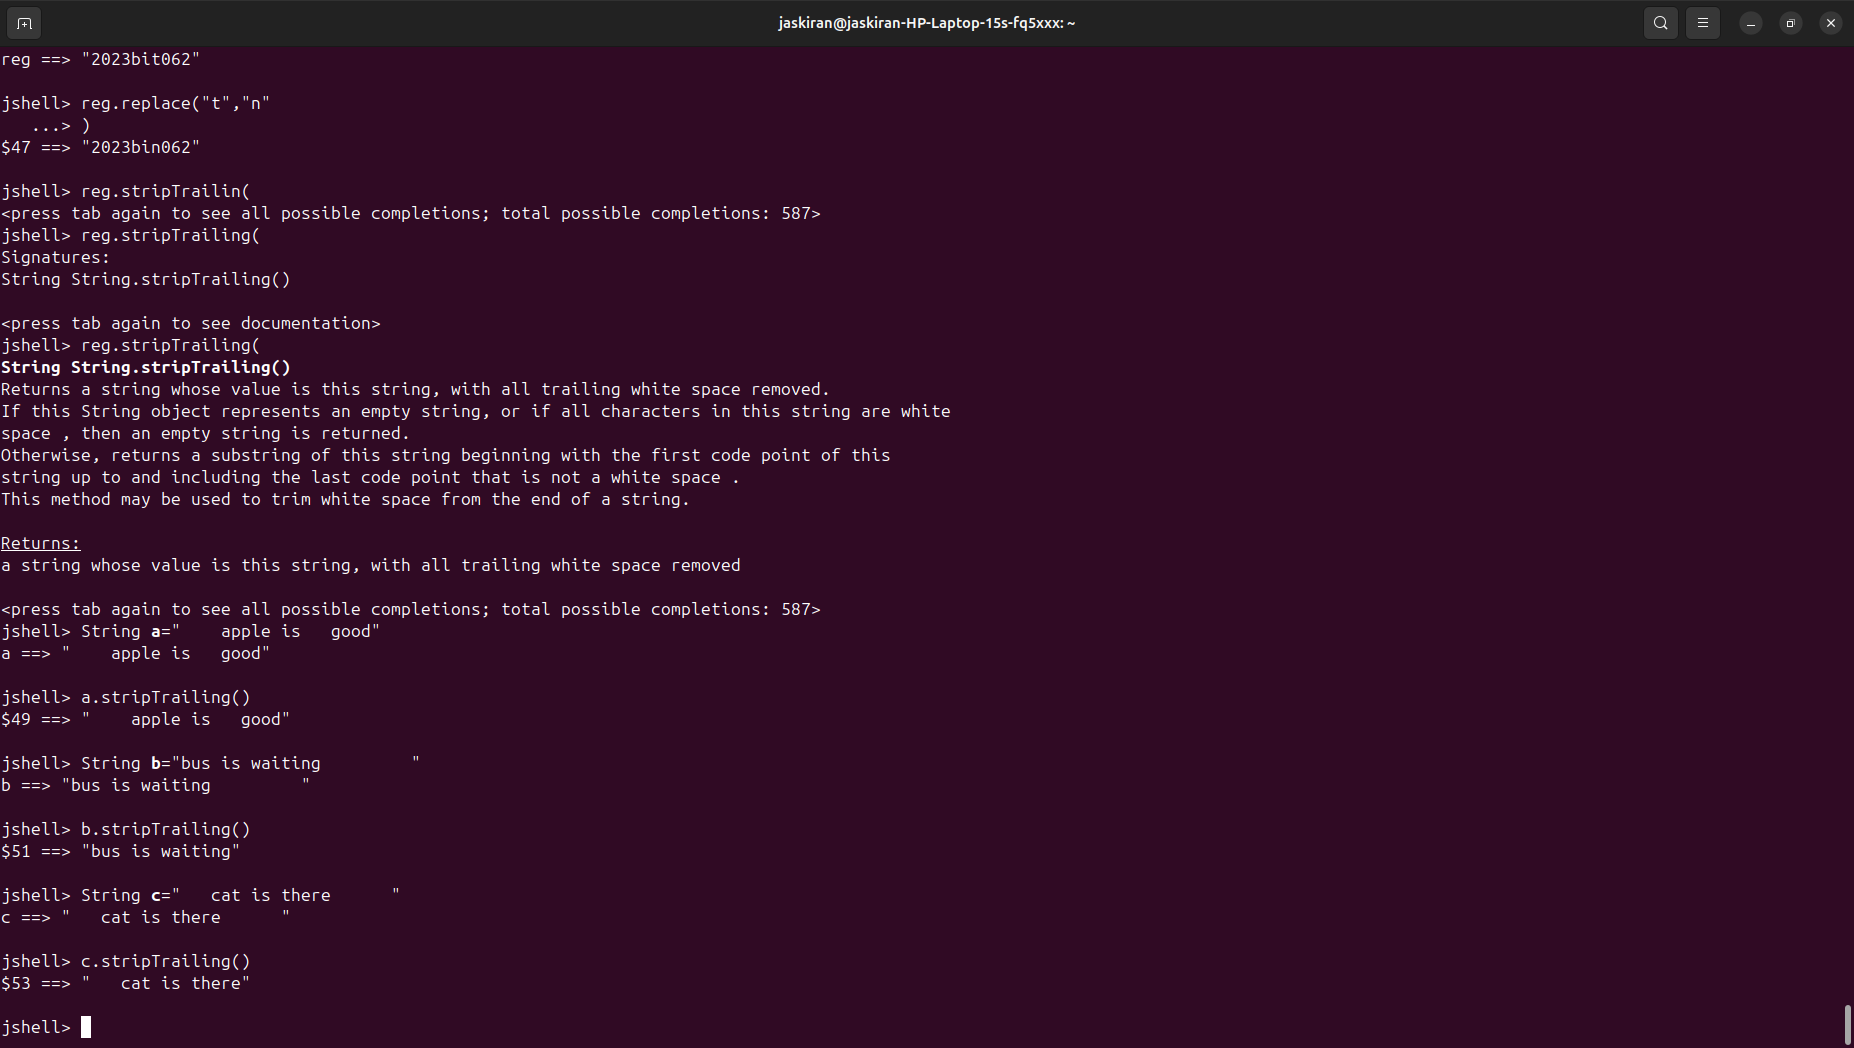 jaskiran@jaskiran-HP-Laptop-15s-fq5xxx: ~
reg ==> "2023bit062"
jshell> reg.replace("t","n"
   ...> )
$47 ==> "2023bin062"
jshell> reg.stripTrailin(
<press tab again to see all possible completions; total possible completions: 587>
jshell> reg.stripTrailing(
Signatures:
String String.stripTrailing()
<press tab again to see documentation>
jshell> reg.stripTrailing(
String String.stripTrailing()
Returns a string whose value is this string, with all trailing white space removed.
If this String object represents an empty string, or if all characters in this string are white
space , then an empty string is returned.
Otherwise, returns a substring of this string beginning with the first code point of this
string up to and including the last code point that is not a white space .
This method may be used to trim white space from the end of a string.
Returns:
a string whose value is this string, with all trailing white space removed
<press tab again to see all possible completions; total possible completions: 587>
jshell> String a="    apple is   good"
a ==> "    apple is   good"
jshell> a.stripTrailing()
$49 ==> "    apple is   good"
jshell> String b="bus is waiting         "
b ==> "bus is waiting         "
jshell> b.stripTrailing()
$51 ==> "bus is waiting"
jshell> String c="   cat is there      "
c ==> "   cat is there      "
jshell> c.stripTrailing()
$53 ==> "   cat is there"
jshell>